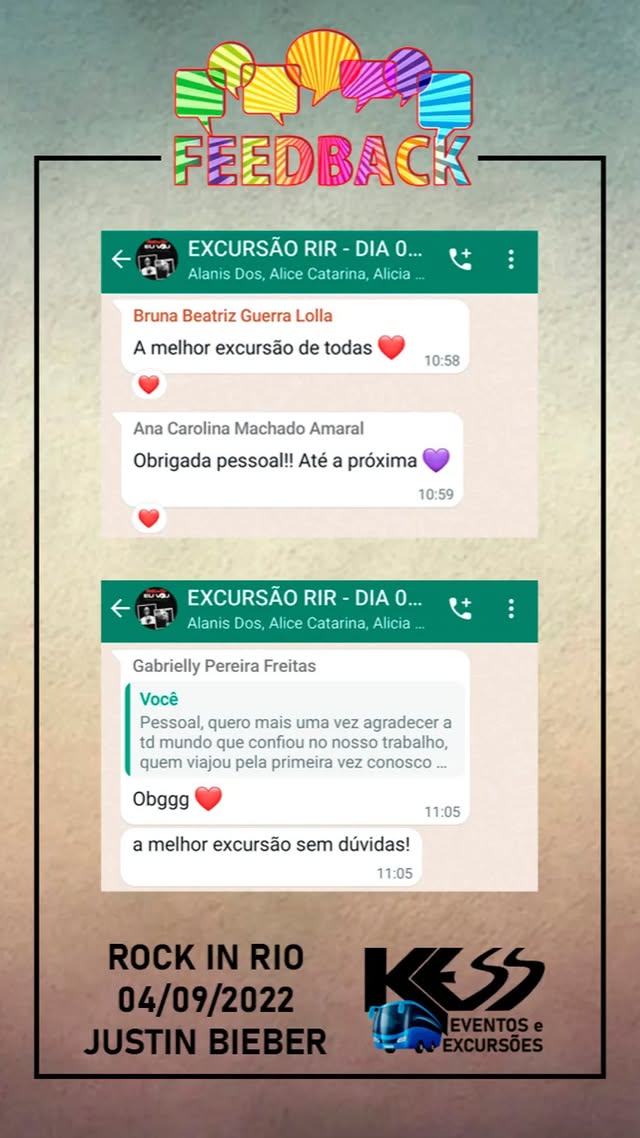 FEEDBACK
EXCURSÃO RIR - DIA 0...
Alanis Dos, Alice Catarina, Alicia ...
Bruna Beatriz Guerra Lolla
A melhor excursão de todas ❤️
10:58
❤️
Ana Carolina Machado Amaral
Obrigada pessoal!! Até a próxima 💜
10:59
❤️
EXCURSÃO RIR - DIA 0...
Alanis Dos, Alice Catarina, Alicia ...
Gabrielly Pereira Freitas
Você
Pessoal, quero mais uma vez agradecer a
td mundo que confiou no nosso trabalho,
quem viajou pela primeira vez conosco ...
Obggg ❤️
11:05
a melhor excursão sem dúvidas!
11:05
ROCK IN RIO
04/09/2022
JUSTIN BIEBER
KESS
EVENTOS e
EXCURSÕES